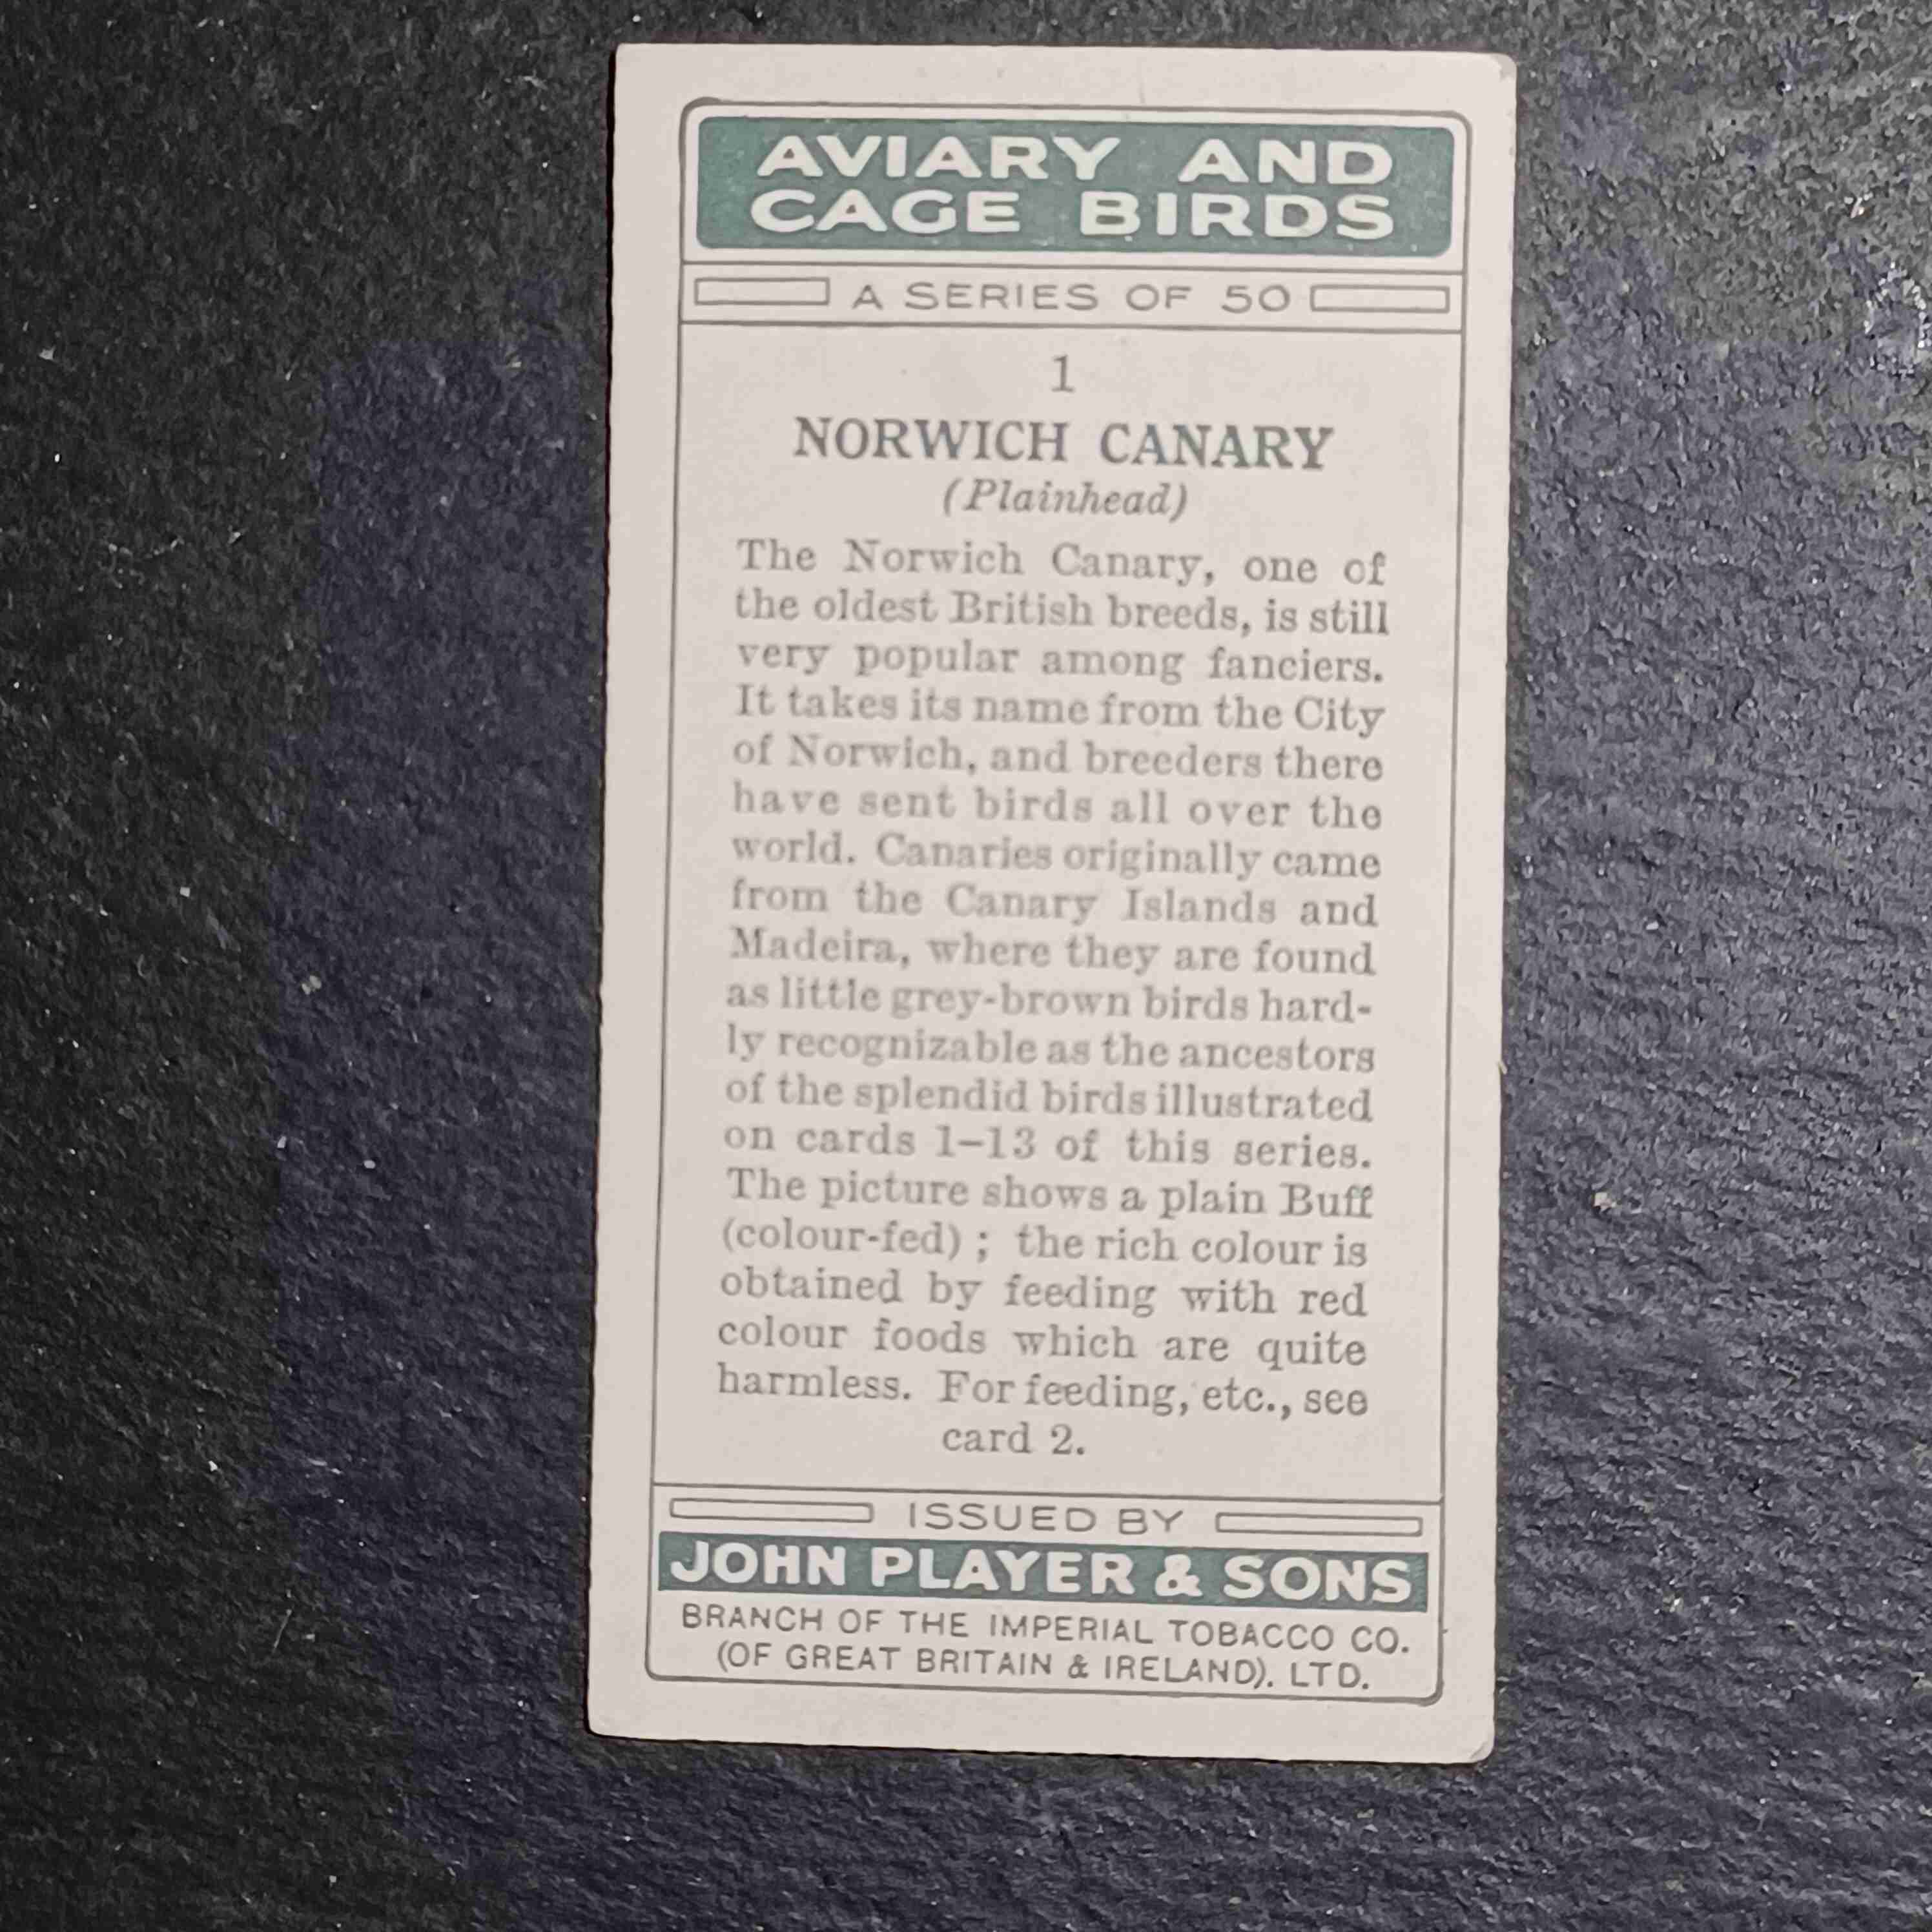 AVIARY AND
CAGE BIRDS
A SERIES OF 50
1
NORWICH CANARY
(Plainhead)
The Norwich Canary, one of
the oldest British breeds, is still
very popular among fanciers.
It takes its name from the City
of Norwich, and breeders there
have sent birds all over the
world. Canaries originally came
from the Canary Islands and
Madeira, where they are found
as little grey-brown birds hard-
ly recognizable as the ancestors
of the splendid birds illustrated
on cards 1–13 of this series.
The picture shows a plain Buff
(colour-fed) ; the rich colour is
obtained by feeding with red
colour foods which are quite
harmless. For feeding, etc., see
card 2.
ISSUED BY
JOHN PLAYER & SONS
BRANCH OF THE IMPERIAL TOBACCO CO.
(OF GREAT BRITAIN & IRELAND). LTD.